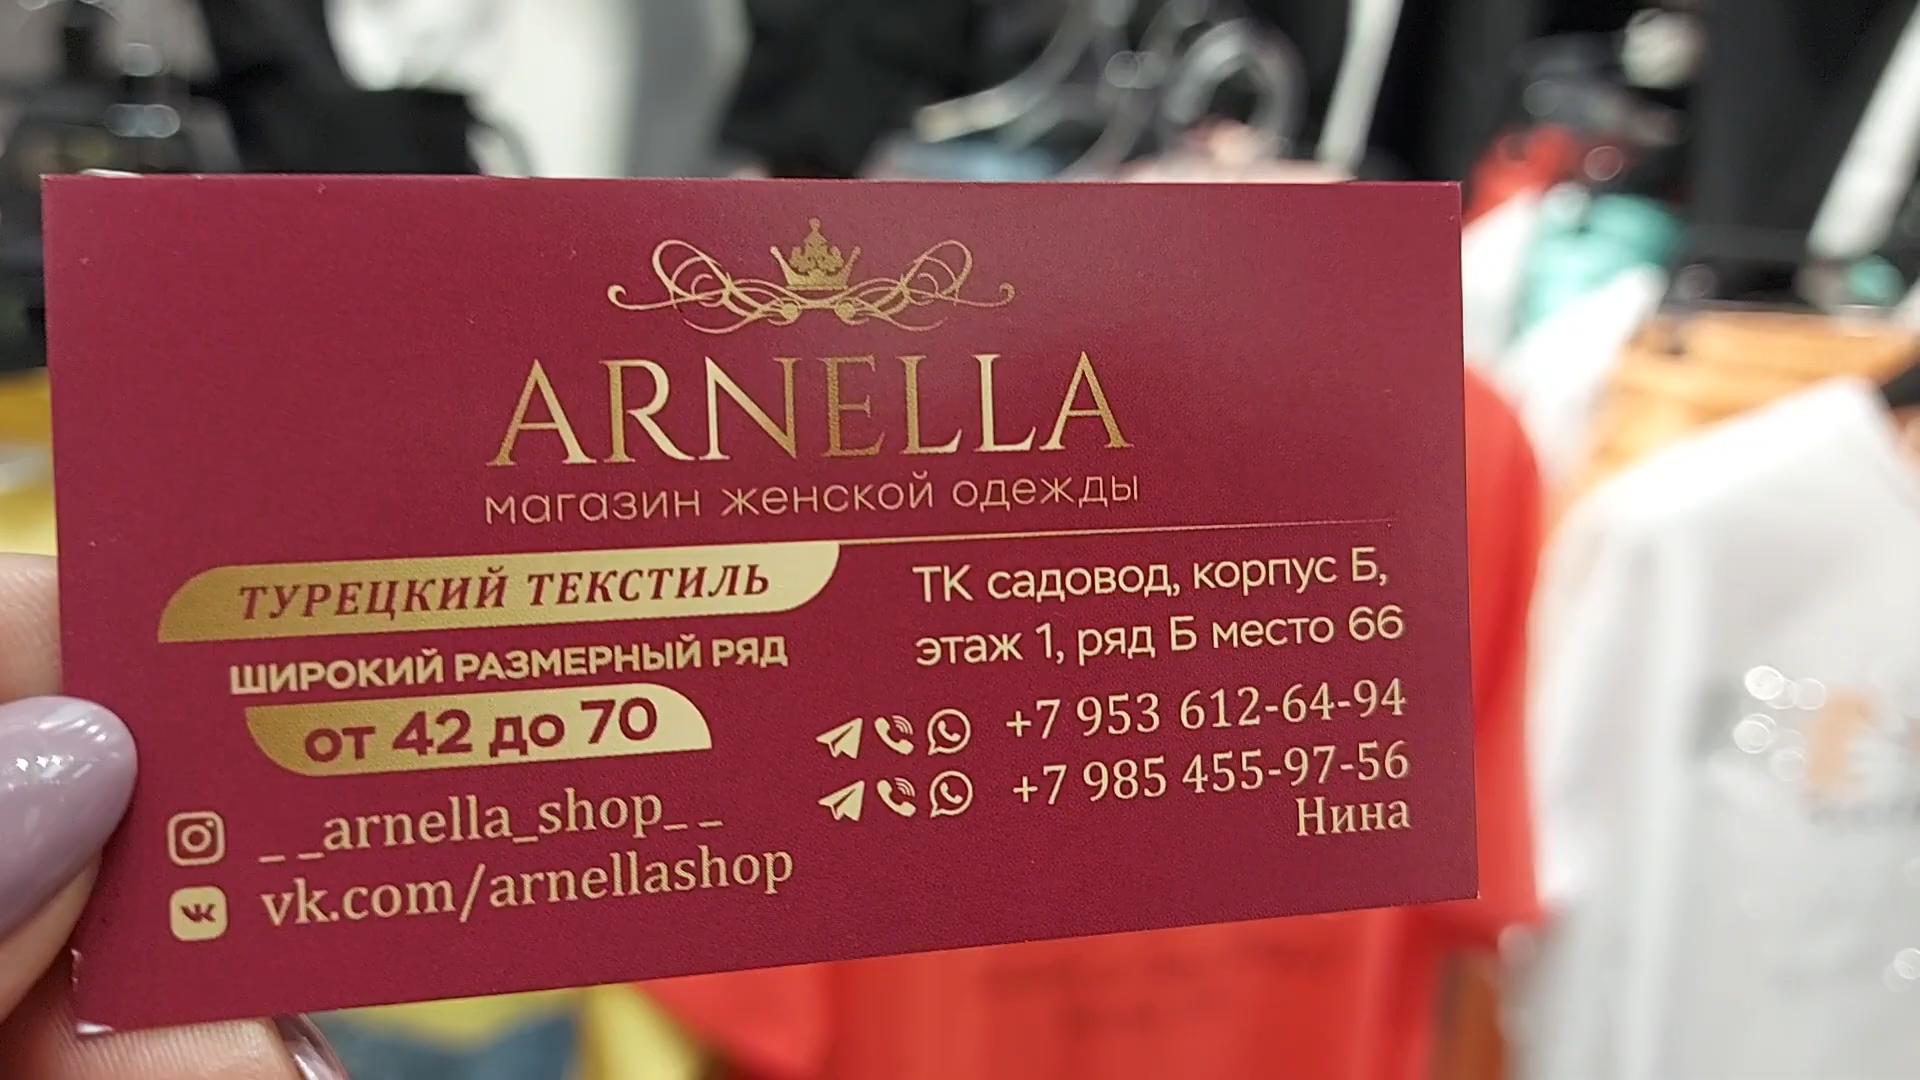 ARNELLA
магазин женской одежды
ТУРЕЦКИЙ ТЕКСТИЛЬ
ШИРОКИЙ РАЗМЕРНЫЙ РЯД
от 42 до 70
_ _arnella_shop_ _
vk.com/arnellashop
ТК садовод, корпус Б,
этаж 1, ряд Б место 66
+7 953 612-64-94
+7 985 455-97-56
Нина